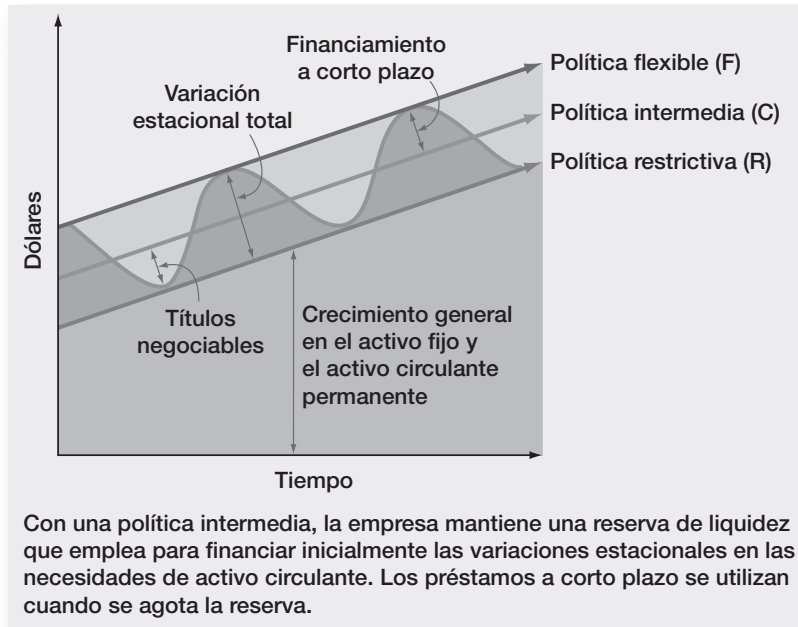 Financiamiento
a corto plazo
Variación
estacional total
Política flexible (F)
Política intermedia (C)
Política restrictiva (R)
Dólares
Títulos
negociables
Crecimiento general
en el activo fijo y
el activo circulante
permanente
Tiempo
Con una política intermedia, la empresa mantiene una reserva de liquidez
que emplea para financiar inicialmente las variaciones estacionales en las
necesidades de activo circulante. Los préstamos a corto plazo se utilizan
cuando se agota la reserva.